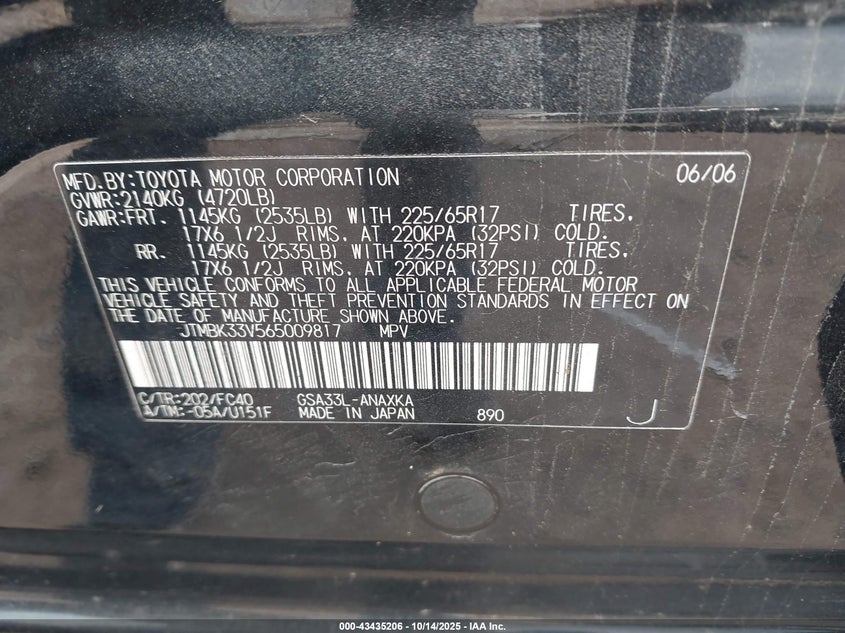 MFD.BY:TOYOTA MOTOR CORPORATION 06/06
GVWR:2140KG (4720LB)
GAWR:FRT. 1145KG (2535LB) WITH 225/65R17 TIRES,
17X6 1/2J RIMS, AT 220KPA (32PSI) COLD.
RR. 1145KG (2535LB) WITH 225/65R17 TIRES,
17X6 1/2J RIMS, AT 220KPA (32PSI) COLD.
THIS VEHICLE CONFORMS TO ALL APPLICABLE FEDERAL MOTOR
VEHICLE SAFETY AND THEFT PREVENTION STANDARDS IN EFFECT ON
THE DATE OF MANUFACTURE SHOWN ABOVE.
JTMBK33V565009817 MPV
C/TR:202/FC40 GSA33L-ANAXKA
A/TM:-05A/U151F MADE IN JAPAN 890 J
000-43435206 - 10/14/2025 - IAA Inc.